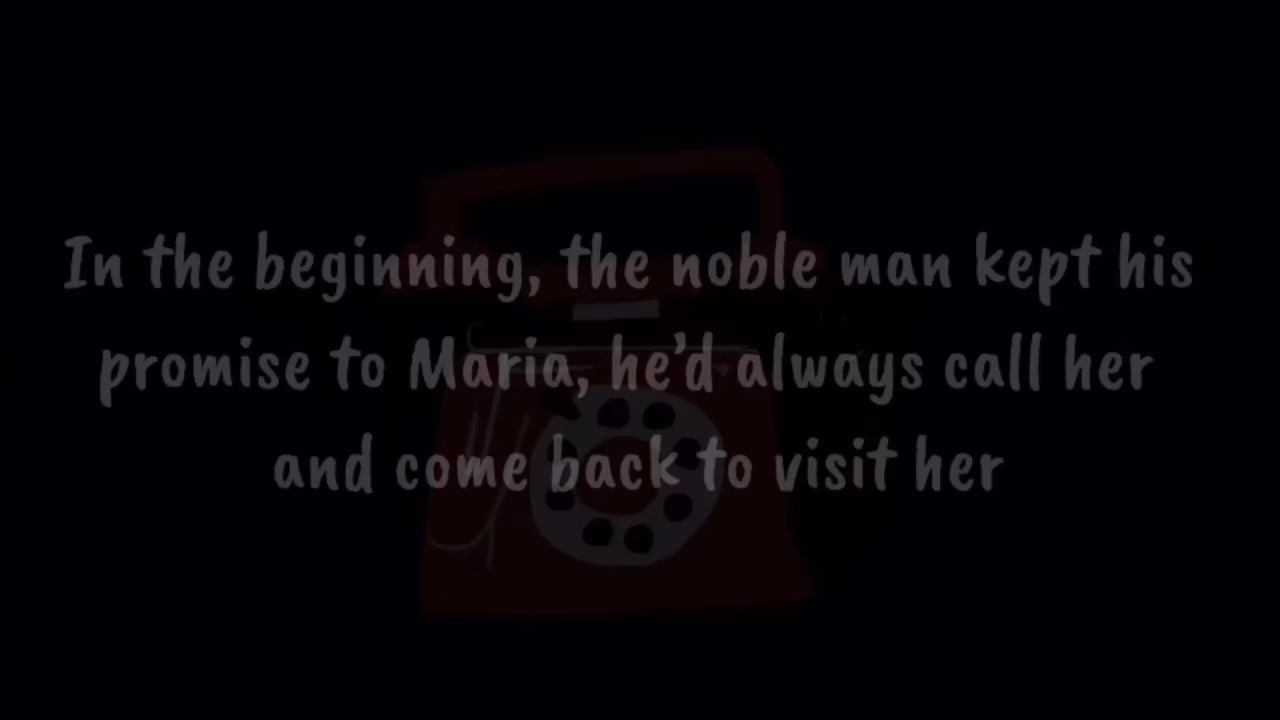 In the beginning, the noble man kept his
promise to Maria, he’d always call her
and come back to visit her